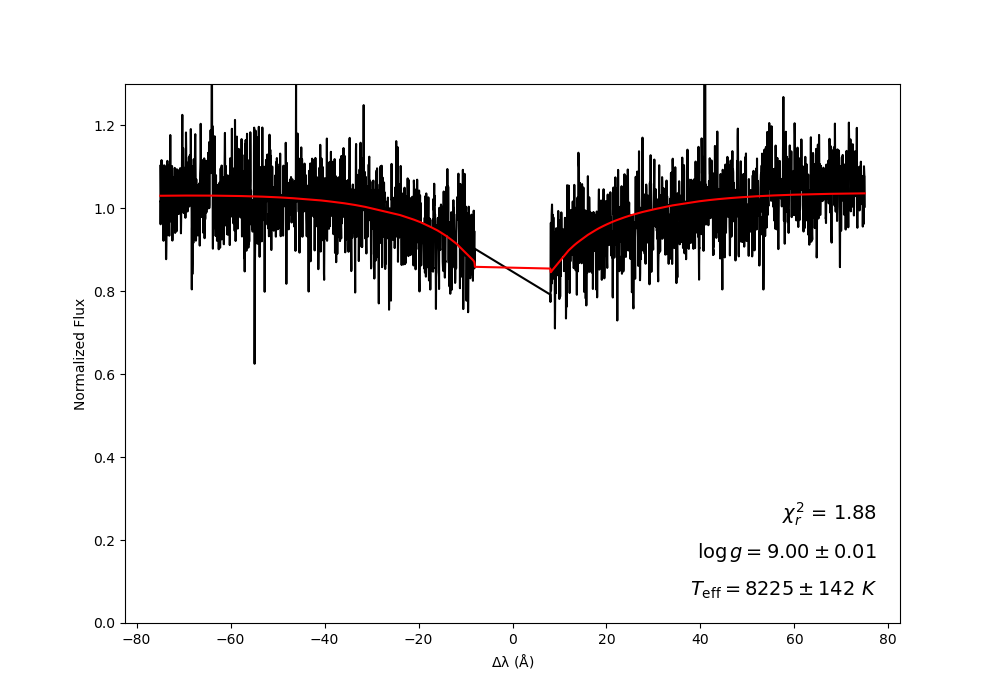 1.2
1.0
0.8
0.6
0.4
0.2
0.0
Normalized Flux
χ²ᵣ = 1.88
log g = 9.00 ± 0.01
T_eff = 8225 ± 142 K
−80 −60 −40 −20 0 20 40 60 80
Δλ (Å)